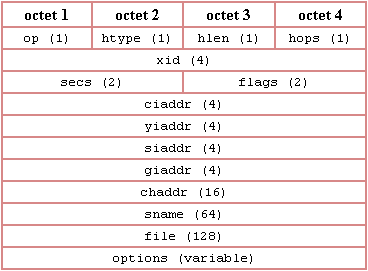 octet 1 octet 2 octet 3 octet 4
op (1) htype (1) hlen (1) hops (1)
xid (4)
secs (2) flags (2)
ciaddr (4)
yiaddr (4)
siaddr (4)
giaddr (4)
chaddr (16)
sname (64)
file (128)
options (variable)